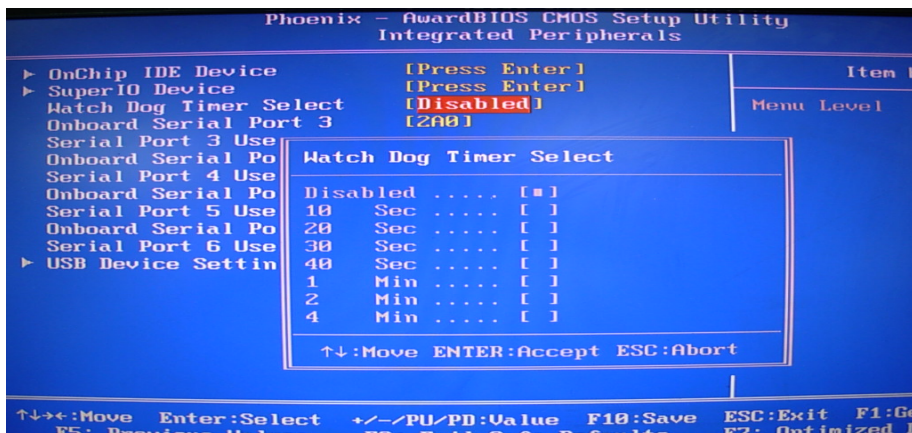 Phoenix - AwardBIOS CMOS Setup Utility
Integrated Peripherals
► OnChip IDE Device [Press Enter]
► SuperIO Device [Press Enter]
Watch Dog Timer Select [Disabled]
Onboard Serial Port 3 [2A0]
Serial Port 3 Use
Onboard Serial Po
Serial Port 4 Use
Onboard Serial Po
Serial Port 5 Use
Onboard Serial Po
Serial Port 6 Use
► USB Device Settin
Item
Menu Level
Watch Dog Timer Select
Disabled ..... [■]
10 Sec ..... [ ]
20 Sec ..... [ ]
30 Sec ..... [ ]
40 Sec ..... [ ]
1 Min ..... [ ]
2 Min ..... [ ]
4 Min ..... [ ]
↑↓:Move ENTER:Accept ESC:Abort
↑↓→←:Move Enter:Select +/-/PU/PD:Value F10:Save ESC:Exit F1:Ge